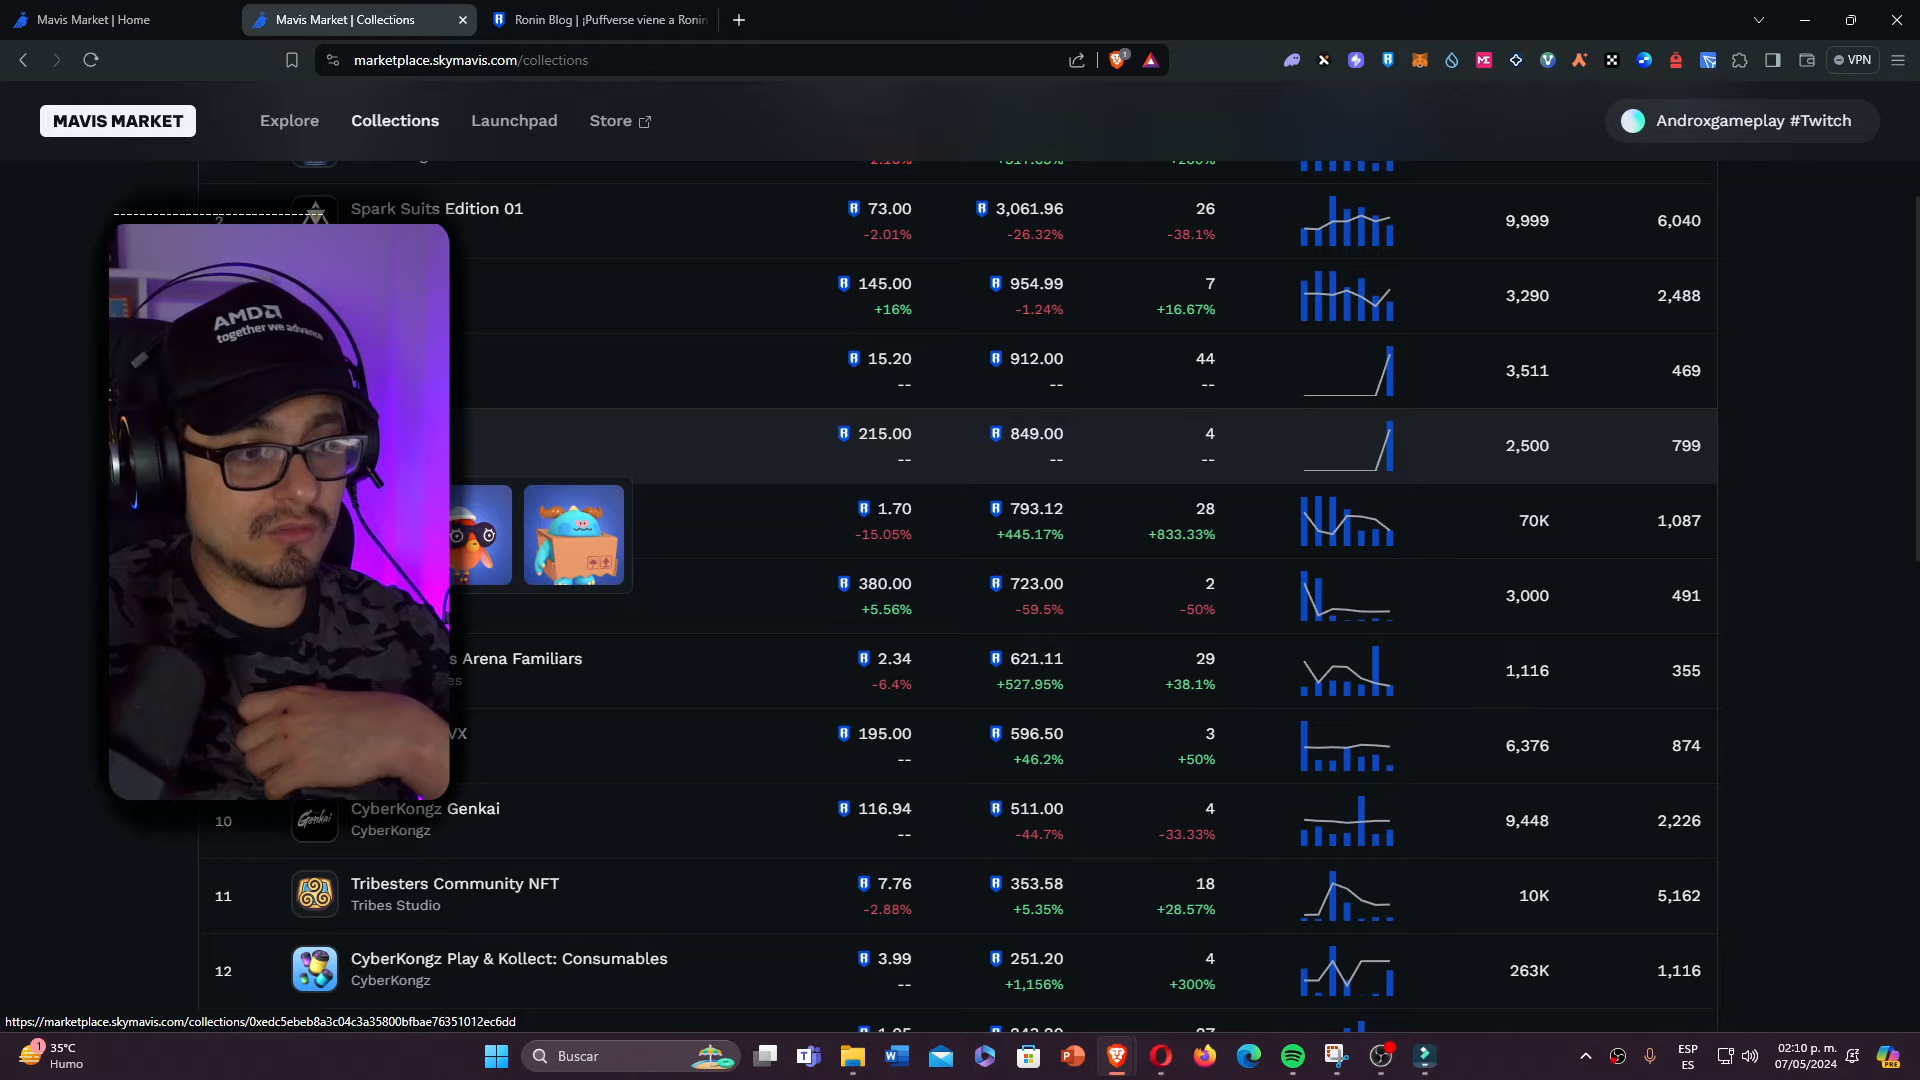 Mavis Market | Home
Mavis Market | Collections
Ronin Blog | ¡Puffverse viene a Ronin
marketplace.skymavis.com/collections
1
VPN
MAVIS MARKET
Explore
Collections
Launchpad
Store
Androxgameplay #Twitch
Spark Suits Edition 01
73.00
3,061.96
26
9,999
6,040
-2.01%
-26.32%
-38.1%
145.00
954.99
7
3,290
2,488
+16%
-1.24%
+16.67%
15.20
912.00
44
3,511
469
--
--
--
215.00
849.00
4
2,500
799
--
--
--
1.70
793.12
28
70K
1,087
-15.05%
+445.17%
+833.33%
380.00
723.00
2
3,000
491
+5.56%
-59.5%
-50%
s Arena Familiars
es
2.34
621.11
29
1,116
355
-6.4%
+527.95%
+38.1%
VX
195.00
596.50
3
6,376
874
--
+46.2%
+50%
10
Genkai
CyberKongz Genkai
CyberKongz
116.94
511.00
4
9,448
2,226
--
-44.7%
-33.33%
11
Tribesters Community NFT
Tribes Studio
7.76
353.58
18
10K
5,162
-2.88%
+5.35%
+28.57%
12
CyberKongz Play & Kollect: Consumables
CyberKongz
3.99
251.20
4
263K
1,116
--
+1,156%
+300%
AMD
together we advance_
https://marketplace.skymavis.com/collections/0xedc5ebeb8a3c04c3a35800bfbae76351012ec6dd
1
35°C
Humo
Buscar
ESP
ES
02:10 p. m.
07/05/2024
PRE